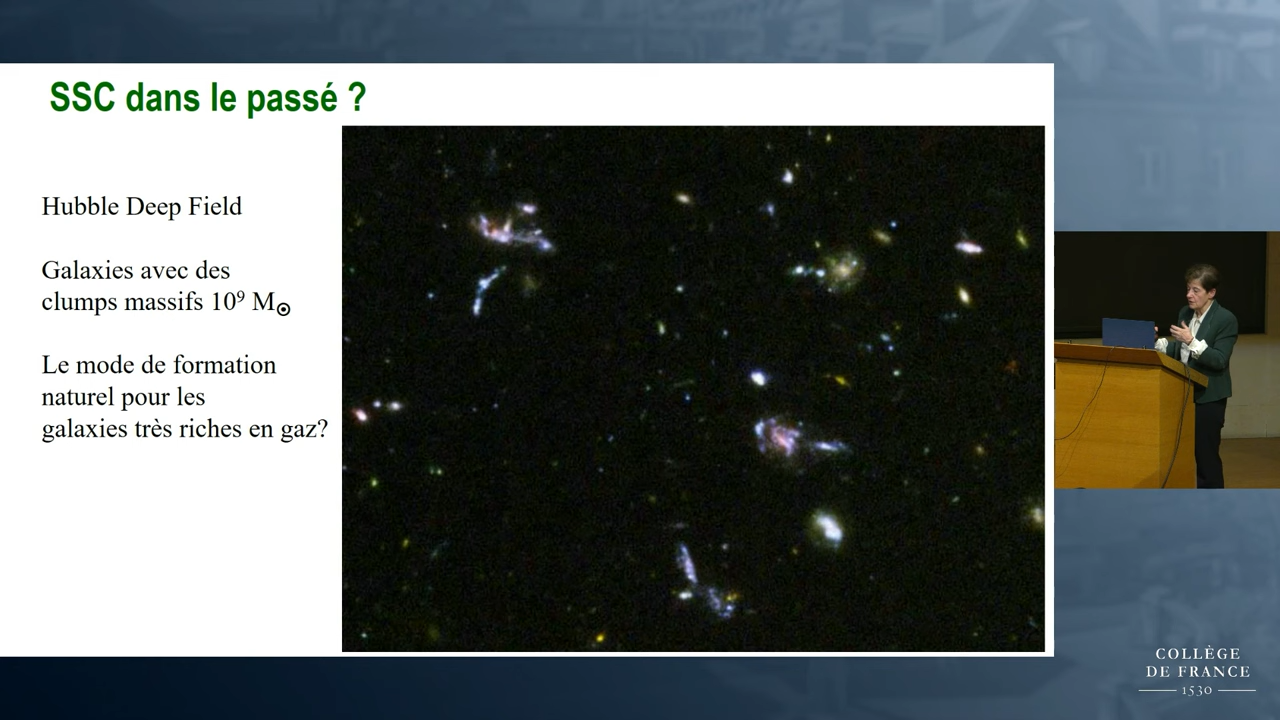 SSC dans le passé ?
Hubble Deep Field
Galaxies avec des
clumps massifs 10⁹ M☉
Le mode de formation
naturel pour les
galaxies très riches en gaz?
COLLÈGE
DE FRANCE
1530